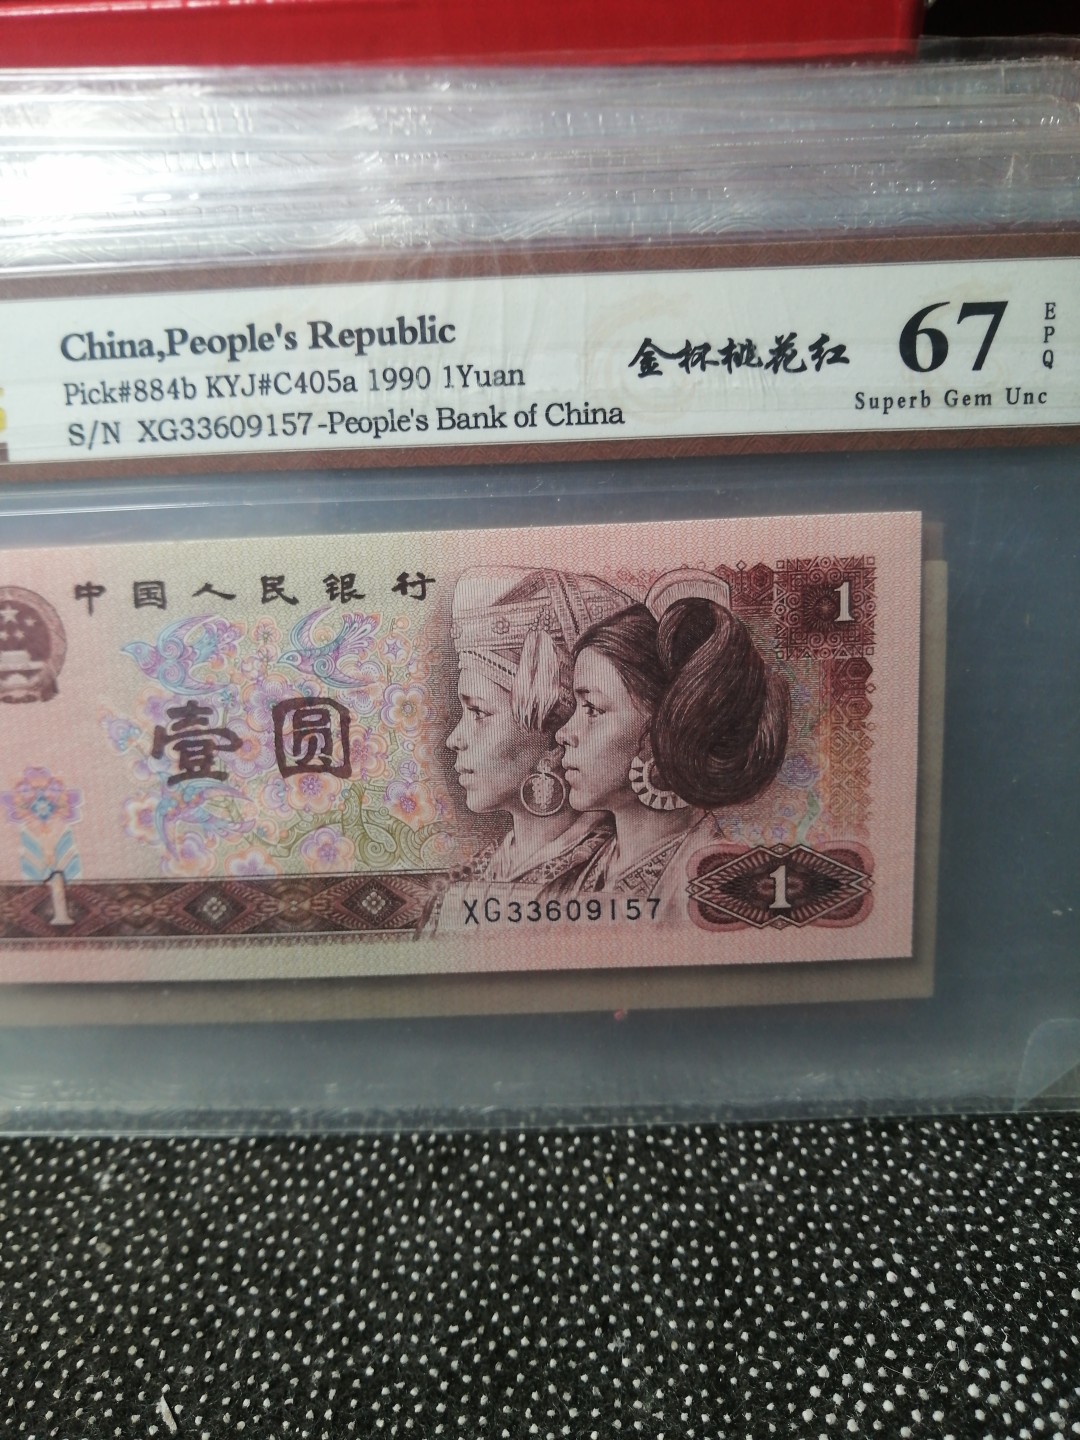 China,People's Republic
Pick#884b KYJ#C405a 1990 1Yuan
S/N XG33609157-People's Bank of China
金杯桃花红
67
EPQ
Superb Gem Unc
中国人民银行
1
壹圆
1
XG33609157
1